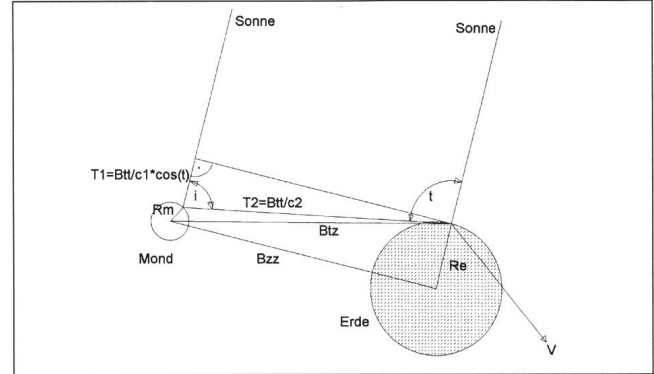 Sonne
Sonne
T1=Btt/c1*cos(t)
i
t
Rm
T2=Btt/c2
Btz
Mond
Bzz
Re
Erde
V